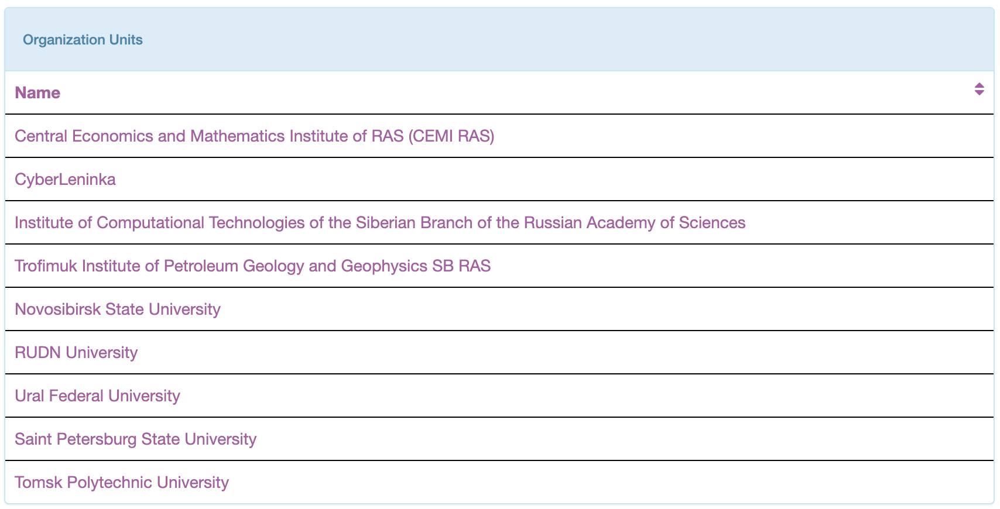 Organization Units
Name
Central Economics and Mathematics Institute of RAS (CEMI RAS)
CyberLeninka
Institute of Computational Technologies of the Siberian Branch of the Russian Academy of Sciences
Trofimuk Institute of Petroleum Geology and Geophysics SB RAS
Novosibirsk State University
RUDN University
Ural Federal University
Saint Petersburg State University
Tomsk Polytechnic University